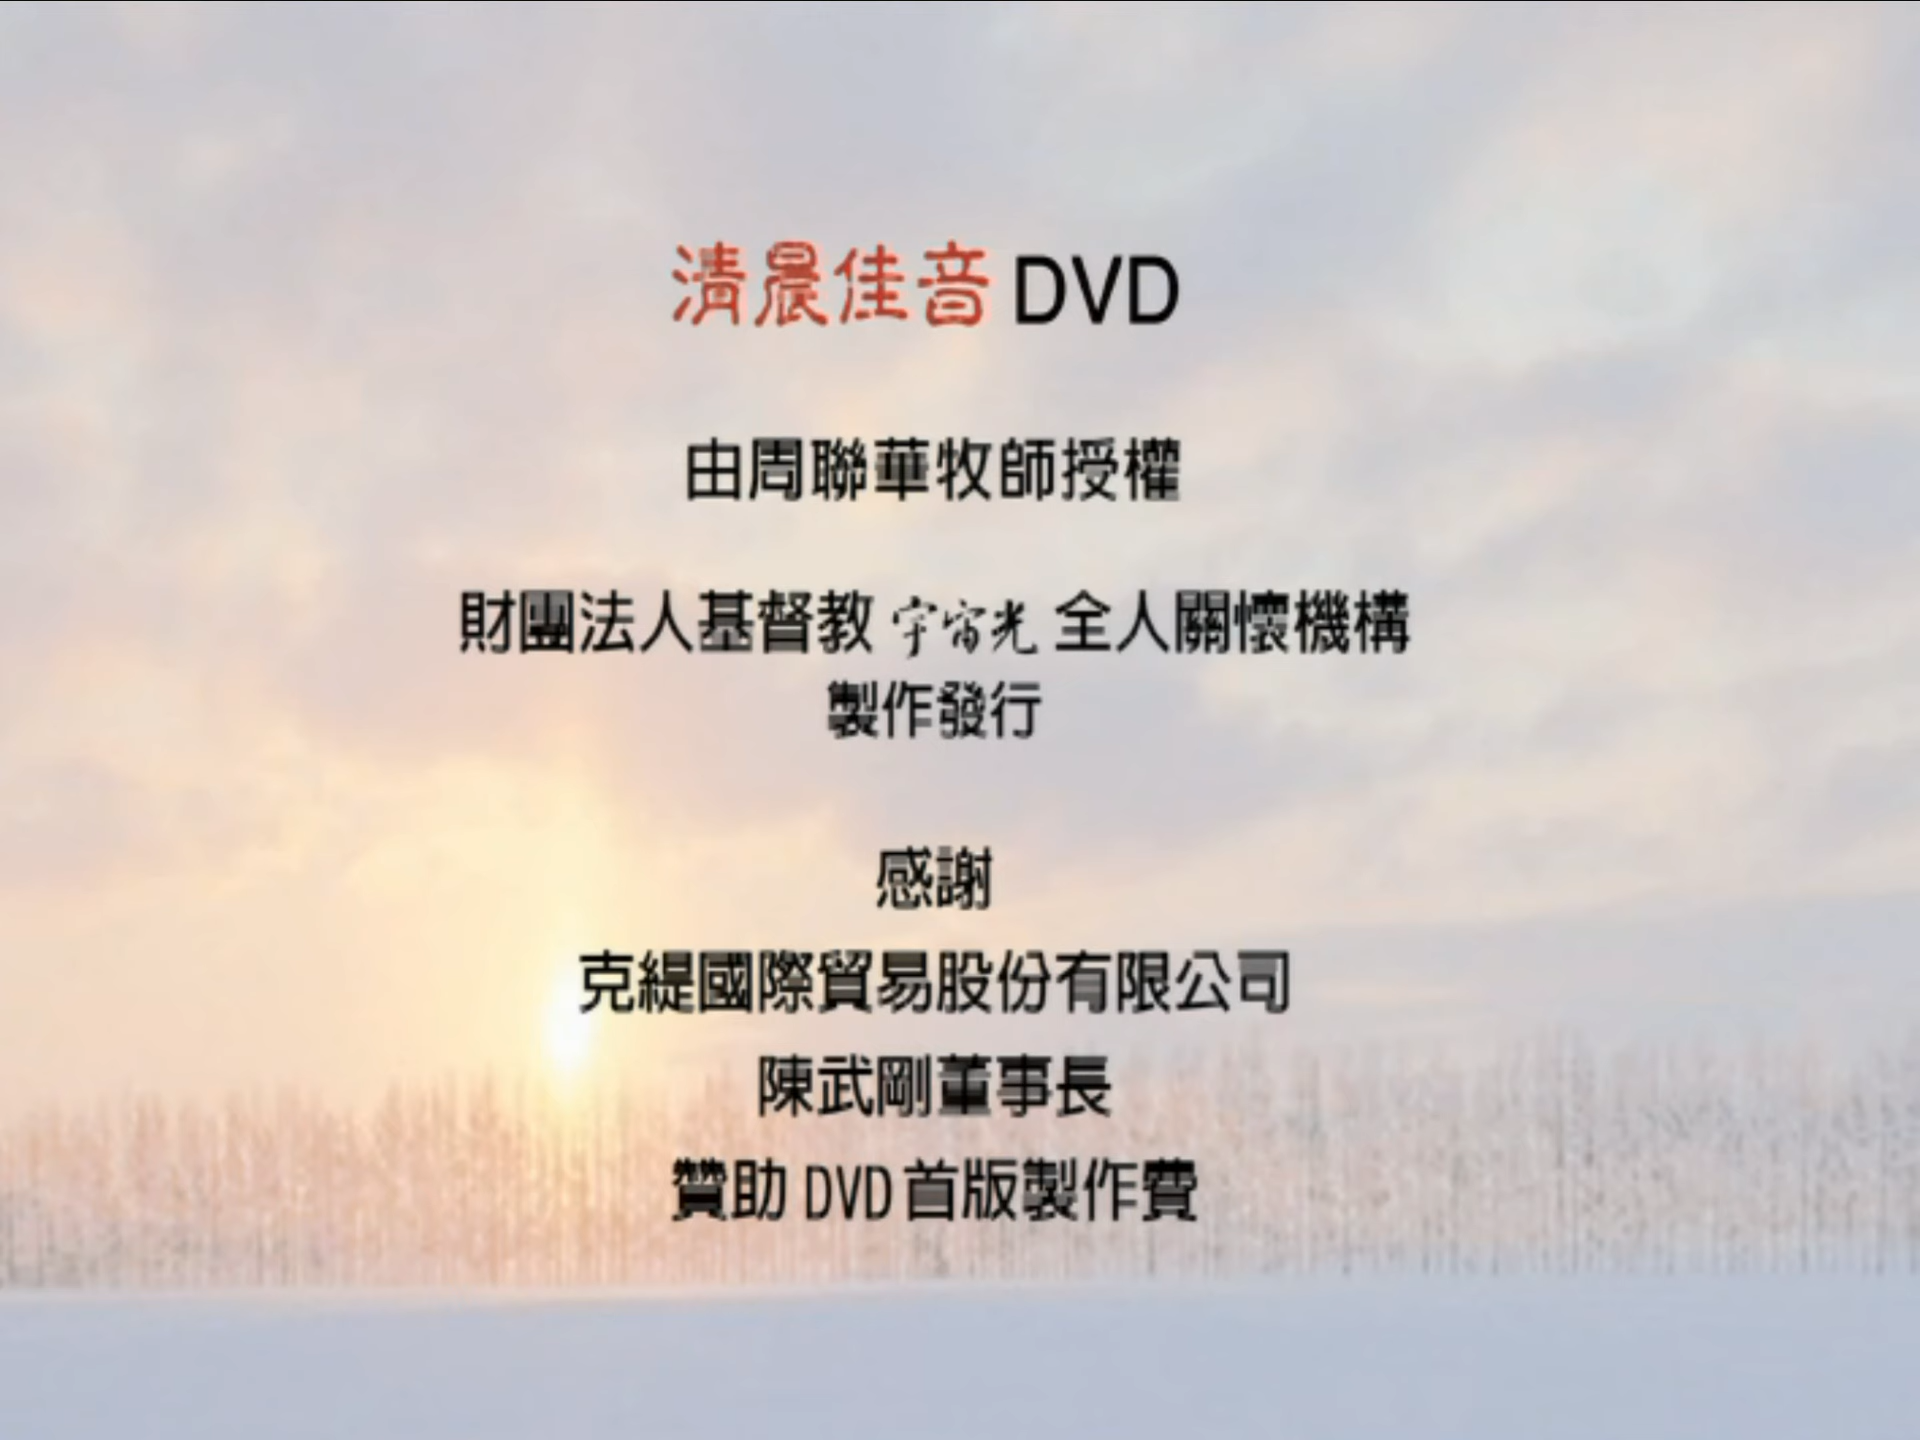 清晨佳音 DVD
由周聯華牧師授權
財團法人基督教 宇宙光 全人關懷機構
製作發行
感謝
克緹國際貿易股份有限公司
陳武剛董事長
贊助 DVD 首版製作費